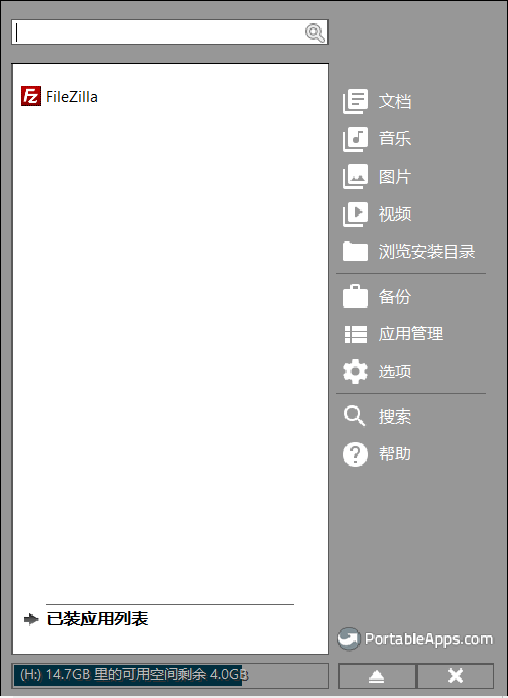 FileZilla
已装应用列表
(H:) 14.7GB 里的可用空间剩余 4.0GB
文档
音乐
图片
视频
浏览安装目录
备份
应用管理
选项
搜索
帮助
PortableApps.com